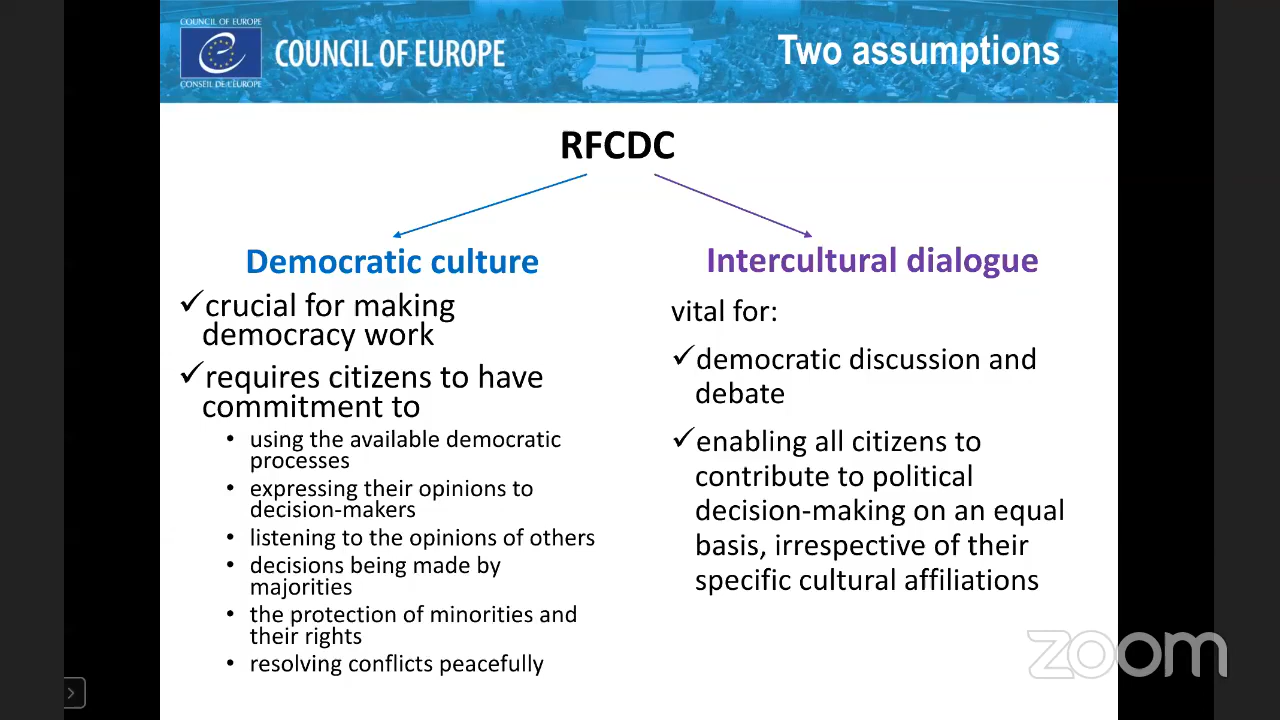 COUNCIL OF EUROPE
COUNCIL OF EUROPE
CONSEIL DE L'EUROPE
Two assumptions
RFCDC
Democratic culture
✓crucial for making
democracy work
✓requires citizens to have
commitment to
• using the available democratic
processes
• expressing their opinions to
decision-makers
• listening to the opinions of others
• decisions being made by
majorities
• the protection of minorities and
their rights
• resolving conflicts peacefully
Intercultural dialogue
vital for:
✓democratic discussion and
debate
✓enabling all citizens to
contribute to political
decision-making on an equal
basis, irrespective of their
specific cultural affiliations
zoom